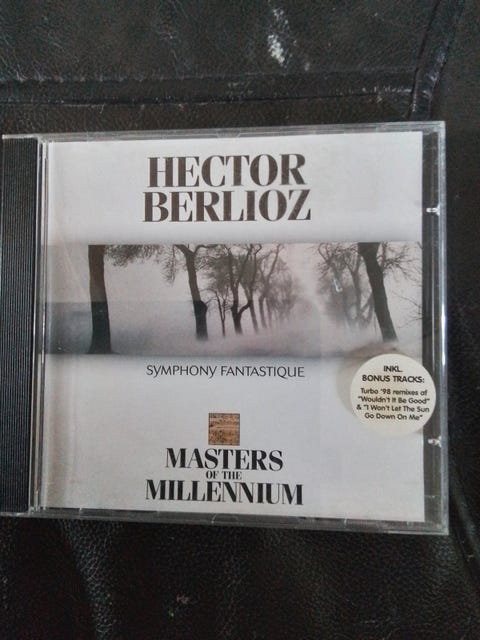 HECTOR
BERLIOZ
SYMPHONY FANTASTIQUE
INKL.
BONUS TRACKS:
Turbo '98 remixes of
"Wouldn't It Be Good"
& "I Won't Let The Sun
Go Down On Me"
MASTERS
OF THE
MILLENNIUM